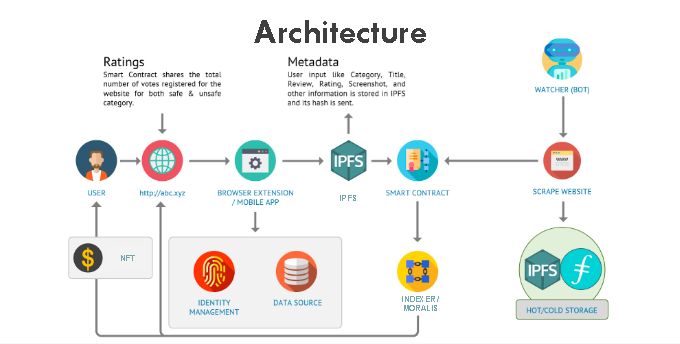 Architecture
Ratings
Smart Contract shares the total
number of votes registered for the
website for both safe & unsafe
category.
Metadata
User input like Category, Title,
Review, Rating, Screenshot, and
other information is stored in IPFS
and its hash is sent.
WATCHER (BOT)
IPFS
USER
http://abc.xyz
BROWSER EXTENSION
/ MOBILE APP
IPFS
SMART CONTRACT
SCRAPE WEBSITE
WWW
$
NFT
IDENTITY
MANAGEMENT
DATA SOURCE
INDEXER /
MORALIS
IPFS
HOT/COLD STORAGE